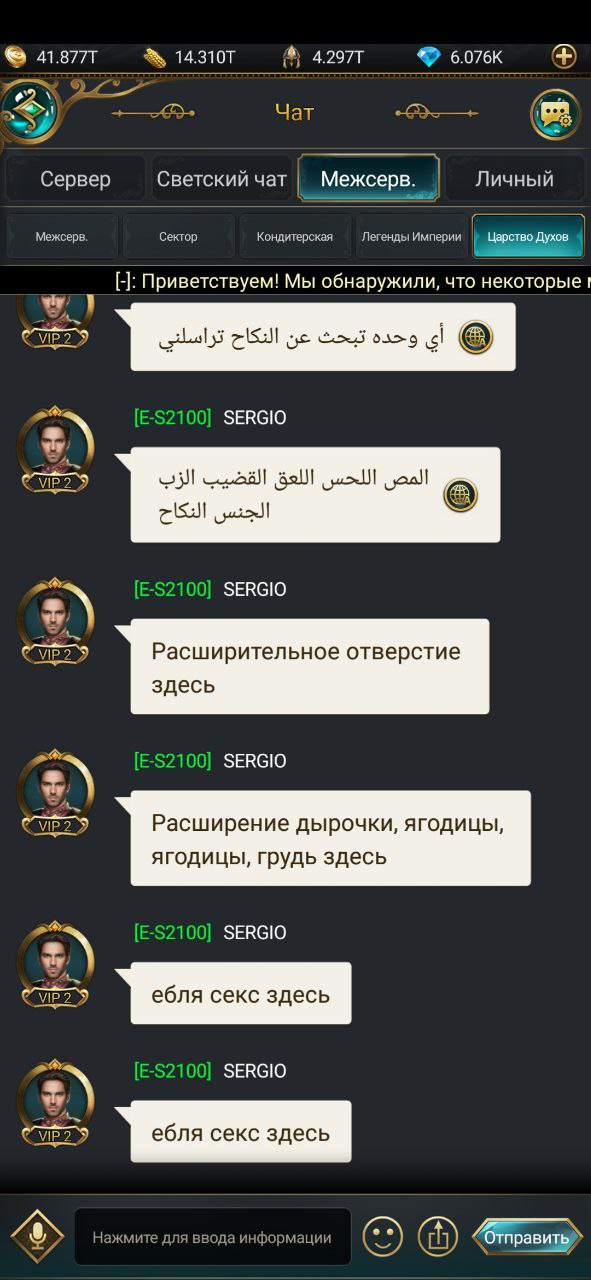 41.877T 14.310T 4.297T 6.076K
Чат
Сервер Светский чат Межсерв. Личный
Межсерв. Сектор Кондитерская Легенды Империи Царство Духов
[-]: Приветствуем! Мы обнаружили, что некоторые
VIP 2
أي وحده تبحث عن النكاح تراسلني
[E-S2100] SERGIO
VIP 2
المص اللحس اللعق القضيب الزب
الجنس النكاح
[E-S2100] SERGIO
VIP 2
Расширительное отверстие
здесь
[E-S2100] SERGIO
VIP 2
Расширение дырочки, ягодицы,
ягодицы, грудь здесь
[E-S2100] SERGIO
VIP 2
ебля секс здесь
[E-S2100] SERGIO
VIP 2
ебля секс здесь
Нажмите для ввода информации
Отправить